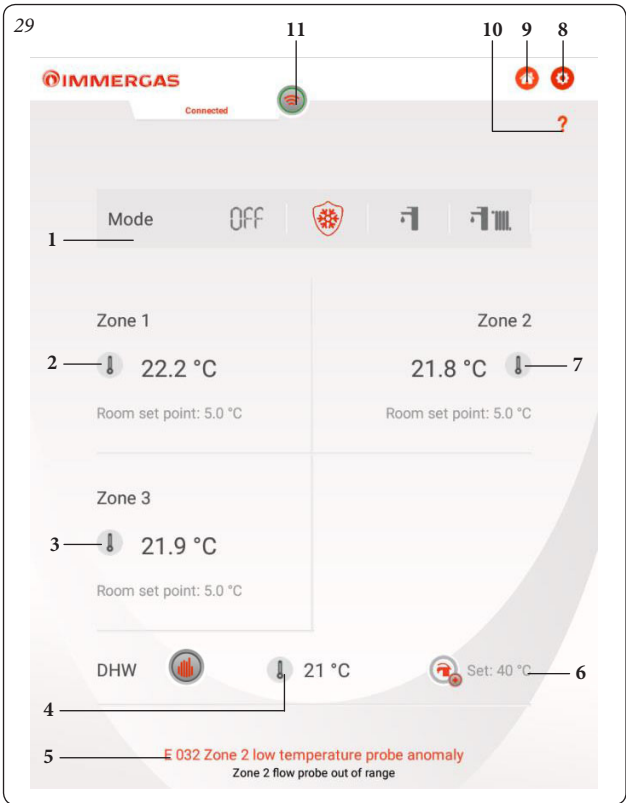 29
11 10 9 8
IMMERGAS
Connected
?
1 Mode OFF
Zone 1 Zone 2
2 22.2 °C 21.8 °C 7
Room set point: 5.0 °C Room set point: 5.0 °C
Zone 3
3 21.9 °C
Room set point: 5.0 °C
DHW 21 °C Set: 40 °C 6
4
5 E 032 Zone 2 low temperature probe anomaly
Zone 2 flow probe out of range